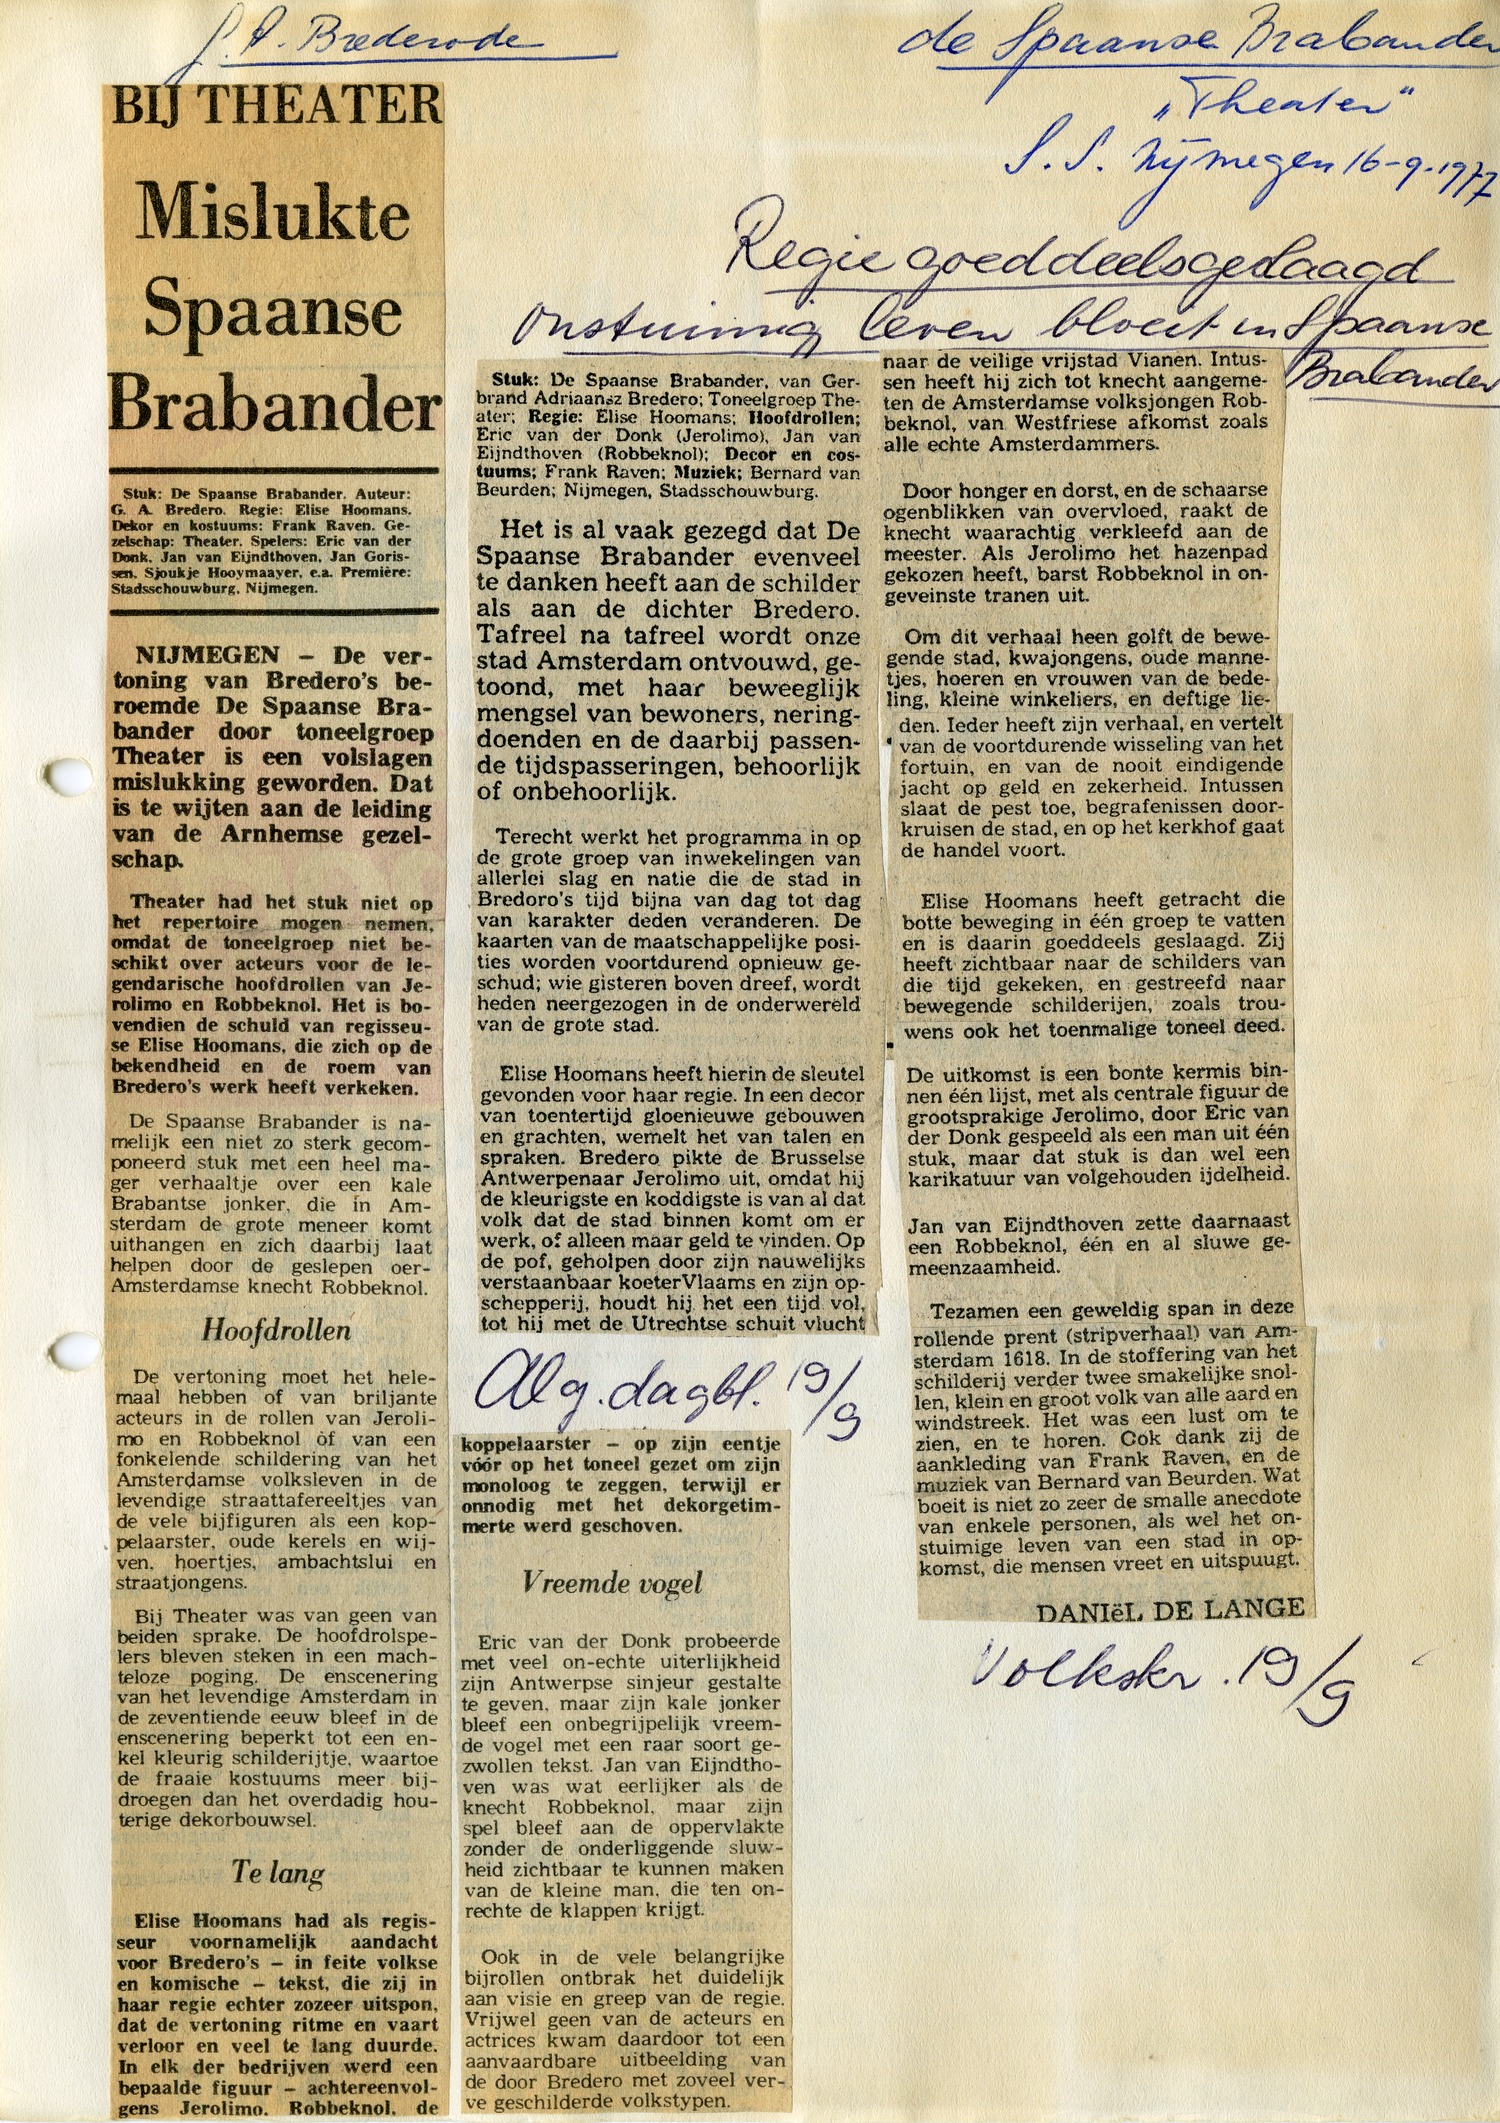 G. A. Brederode
de Spaanse Brabander
"Theater"
S. S. Nijmegen 16-9-1977
BIJ THEATER
Mislukte
Spaanse
Brabander
Stuk: De Spaanse Brabander. Auteur:
G. A. Bredero. Regie: Elise Hoomans.
Dekor en kostuums: Frank Raven. Ge-
zelschap: Theater. Spelers: Eric van der
Donk, Jan van Eijndthoven, Jan Goris-
sen, Sjoukje Hooymaayer, e.a. Première:
Stadsschouwburg, Nijmegen.
NIJMEGEN — De ver-
toning van Bredero's be-
roemde De Spaanse Bra-
bander door toneelgroep
Theater is een volslagen
mislukking geworden. Dat
is te wijten aan de leiding
van de Arnhemse gezel-
schap.
Theater had het stuk niet op
het repertoire mogen nemen,
omdat de toneelgroep niet be-
schikt over acteurs voor de le-
gendarische hoofdrollen van Je-
rolimo en Robbeknol. Het is bo-
vendien de schuld van regisseu-
se Elise Hoomans, die zich op de
bekendheid en de roem van
Bredero's werk heeft verkeken.
De Spaanse Brabander is na-
melijk een niet zo sterk gecom-
poneerd stuk met een heel ma-
ger verhaaltje over een kale
Brabantse jonker, die in Am-
sterdam de grote meneer komt
uithangen en zich daarbij laat
helpen door de geslepen oer-
Amsterdamse knecht Robbeknol.
Hoofdrollen
De vertoning moet het hele-
maal hebben of van briljante
acteurs in de rollen van Jeroli-
mo en Robbeknol òf van een
fonkelende schildering van het
Amsterdamse volksleven in de
levendige straattafereeltjes van
de vele bijfiguren als een kop-
pelaarster, oude kerels en wij-
ven, hoertjes, ambachtslui en
straatjongens.
Bij Theater was van geen van
beiden sprake. De hoofdrolspe-
lers bleven steken in een mach-
teloze poging. De enscenering
van het levendige Amsterdam in
de zeventiende eeuw bleef in de
enscenering beperkt tot een en-
kel kleurig schilderijtje, waartoe
de fraaie kostuums meer bij-
droegen dan het overdadig hou-
terige dekorbouwsel.
Te lang
Elise Hoomans had als regis-
seur voornamelijk aandacht
voor Bredero's — in feite volkse
en komische — tekst, die zij in
haar regie echter zozeer uitspon,
dat de vertoning ritme en vaart
verloor en veel te lang duurde.
In elk der bedrijven werd een
bepaalde figuur — achtereenvol-
gens Jerolimo, Robbeknol, de
koppelaarster — op zijn eentje
vóór op het toneel gezet om zijn
monoloog te zeggen, terwijl er
onnodig met het dekorgetim-
merte werd geschoven.
Vreemde vogel
Eric van der Donk probeerde
met veel on-echte uiterlijkheid
zijn Antwerpse sinjeur gestalte
te geven, maar zijn kale jonker
bleef een onbegrijpelijk vreem-
de vogel met een raar soort ge-
zwollen tekst. Jan van Eijndtho-
ven was wat eerlijker als de
knecht Robbeknol, maar zijn
spel bleef aan de oppervlakte
zonder de onderliggende sluw-
heid zichtbaar te kunnen maken
van de kleine man, die ten on-
rechte de klappen krijgt.
Ook in de vele belangrijke
bijrollen ontbrak het duidelijk
aan visie en greep van de regie.
Vrijwel geen van de acteurs en
actrices kwam daardoor tot een
aanvaardbare uitbeelding van
de door Bredero met zoveel ver-
ve geschilderde volkstypen.
Alg. dagbl. 19/9
Regie goeddeels geslaagd
Onstuimig leven bloeit in Spaanse
Brabander
Stuk: De Spaanse Brabander, van Ger-
brand Adriaansz Bredero; Toneelgroep The-
ater; Regie: Elise Hoomans; Hoofdrollen;
Eric van der Donk (Jerolimo), Jan van
Eijndthoven (Robbeknol); Decor en cos-
tuums; Frank Raven; Muziek; Bernard van
Beurden; Nijmegen, Stadsschouwburg.
Het is al vaak gezegd dat De
Spaanse Brabander evenveel
te danken heeft aan de schilder
als aan de dichter Bredero.
Tafreel na tafreel wordt onze
stad Amsterdam ontvouwd, ge-
toond, met haar beweeglijk
mengsel van bewoners, nering-
doenden en de daarbij passen-
de tijdspasseringen, behoorlijk
of onbehoorlijk.
Terecht werkt het programma in op
de grote groep van inwekelingen van
allerlei slag en natie die de stad in
Bredoro's tijd bijna van dag tot dag
van karakter deden veranderen. De
kaarten van de maatschappelijke posi-
ties worden voortdurend opnieuw ge-
schud; wie gisteren boven dreef, wordt
heden neergezogen in de onderwereld
van de grote stad.
Elise Hoomans heeft hierin de sleutel
gevonden voor haar regie. In een decor
van toentertijd gloenieuwe gebouwen
en grachten, wemelt het van talen en
spraken. Bredero pikte de Brusselse
Antwerpenaar Jerolimo uit, omdat hij
de kleurigste en koddigste is van al dat
volk dat de stad binnen komt om er
werk, of alleen maar geld te vinden. Op
de pof, geholpen door zijn nauwelijks
verstaanbaar koeterVlaams en zijn op-
schepperij, houdt hij het een tijd vol,
tot hij met de Utrechtse schuit vlucht
naar de veilige vrijstad Vianen. Intus-
sen heeft hij zich tot knecht aangeme-
ten de Amsterdamse volksjongen Rob-
beknol, van Westfriese afkomst zoals
alle echte Amsterdammers.
Door honger en dorst, en de schaarse
ogenblikken van overvloed, raakt de
knecht waarachtig verkleefd aan de
meester. Als Jerolimo het hazenpad
gekozen heeft, barst Robbeknol in on-
geveinste tranen uit.
Om dit verhaal heen golft de bewe-
gende stad, kwajongens, oude manne-
tjes, hoeren en vrouwen van de bede-
ling, kleine winkeliers, en deftige lie-
den. Ieder heeft zijn verhaal, en vertelt
van de voortdurende wisseling van het
fortuin, en van de nooit eindigende
jacht op geld en zekerheid. Intussen
slaat de pest toe, begrafenissen door-
kruisen de stad, en op het kerkhof gaat
de handel voort.
Elise Hoomans heeft getracht die
botte beweging in één groep te vatten
en is daarin goeddeels geslaagd. Zij
heeft zichtbaar naar de schilders van
die tijd gekeken, en gestreefd naar
bewegende schilderijen, zoals trou-
wens ook het toenmalige toneel deed.
De uitkomst is een bonte kermis bin-
nen één lijst, met als centrale figuur de
grootsprakige Jerolimo, door Eric van
der Donk gespeeld als een man uit één
stuk, maar dat stuk is dan wel een
karikatuur van volgehouden ijdelheid.
Jan van Eijndthoven zette daarnaast
een Robbeknol, één en al sluwe ge-
meenzaamheid.
Tezamen een geweldig span in deze
rollende prent (stripverhaal) van Am-
sterdam 1618. In de stoffering van het
schilderij verder twee smakelijke snol-
len, klein en groot volk van alle aard en
windstreek. Het was een lust om te
zien, en te horen. Ook dank zij de
aankleding van Frank Raven, en de
muziek van Bernard van Beurden. Wat
boeit is niet zo zeer de smalle anecdote
van enkele personen, als wel het on-
stuimige leven van een stad in op-
komst, die mensen vreet en uitspuugt.
DANIëL DE LANGE
Volkskr. 19/9